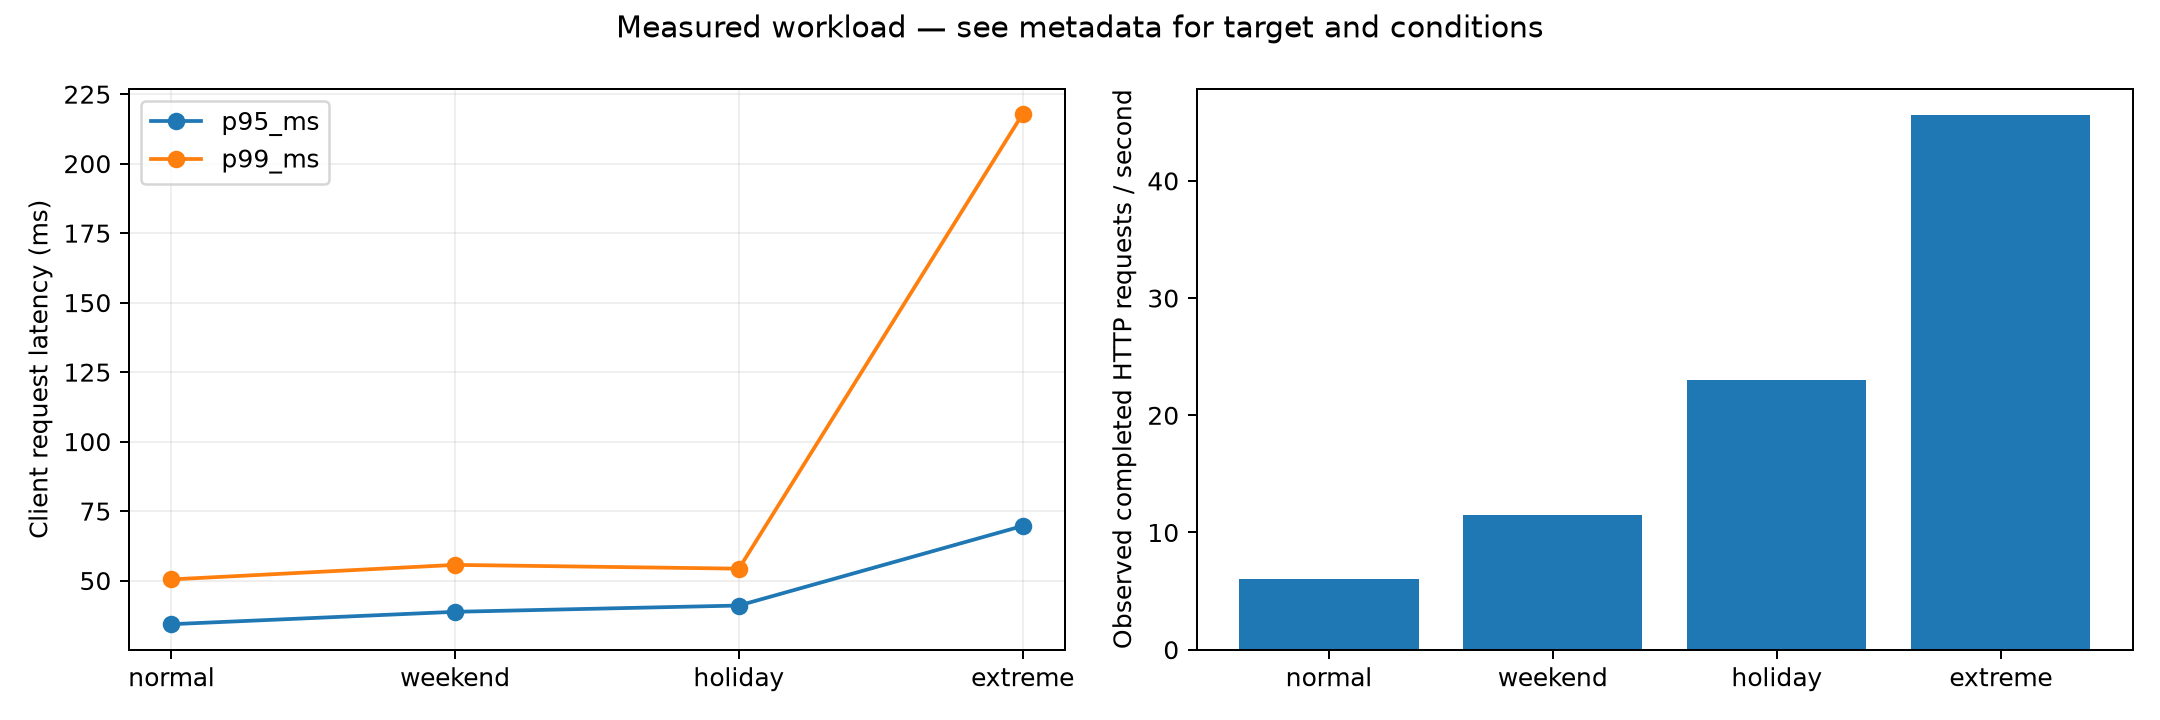 Measured workload — see metadata for target and conditions
Client request latency (ms)
225
200
175
150
125
100
75
50
p95_ms
p99_ms
normal
weekend
holiday
extreme
Observed completed HTTP requests / second
40
30
20
10
0
normal
weekend
holiday
extreme